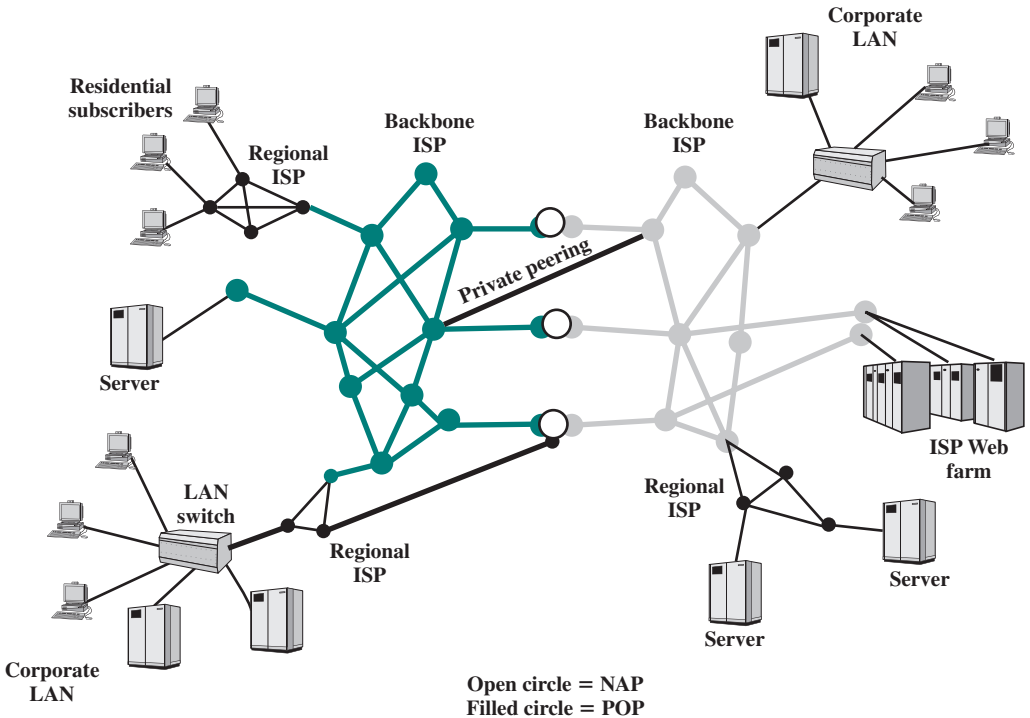 Corporate
LAN
Residential
subscribers
Backbone
ISP
Backbone
ISP
Regional
ISP
Private peering
Server
ISP Web
farm
LAN
switch
Regional
ISP
Regional
ISP
Server
Server
Corporate
LAN
Open circle = NAP
Filled circle = POP